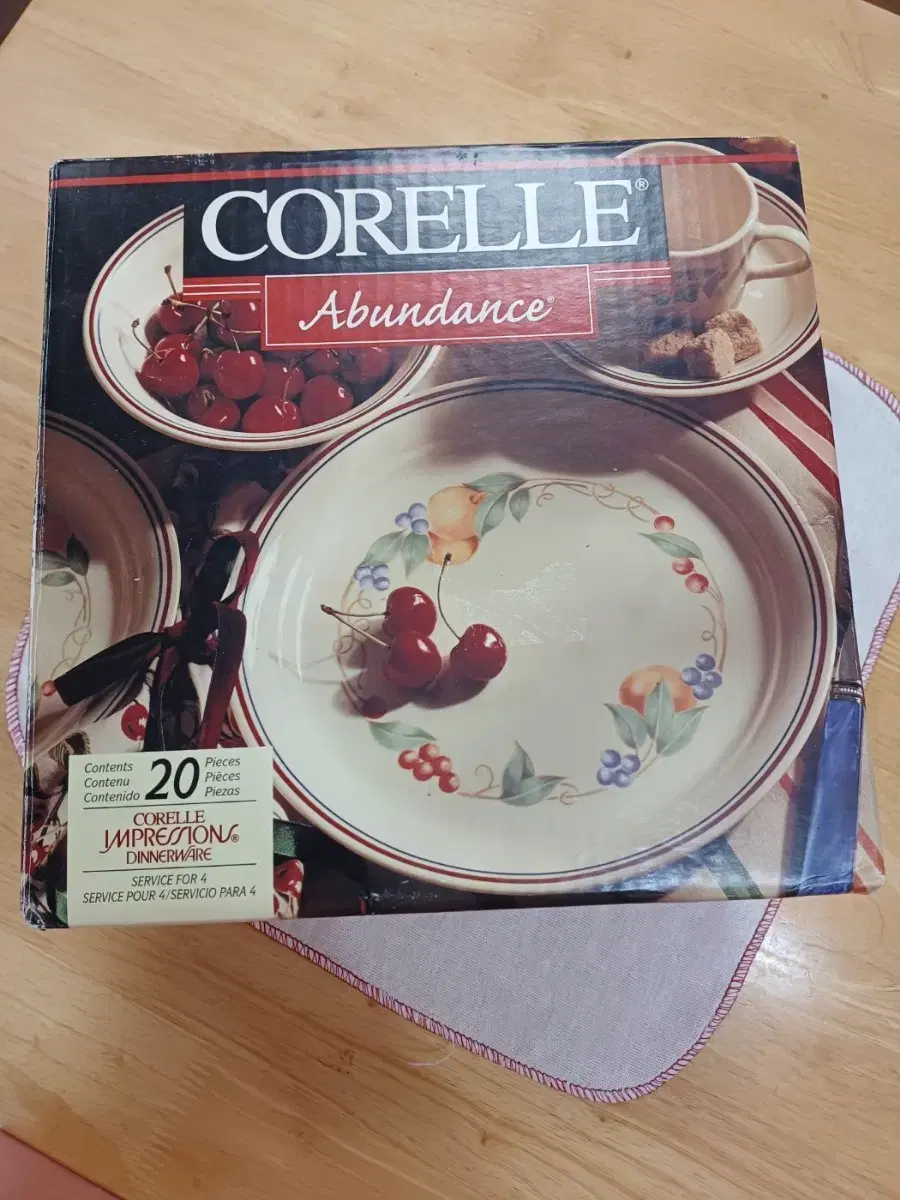 CORELLE®
Abundance®
Contents 20 Pieces
Contenu Pièces
Contenido Piezas
CORELLE
IMPRESSIONS®
DINNERWARE
SERVICE FOR 4
SERVICE POUR 4/SERVICIO PARA 4